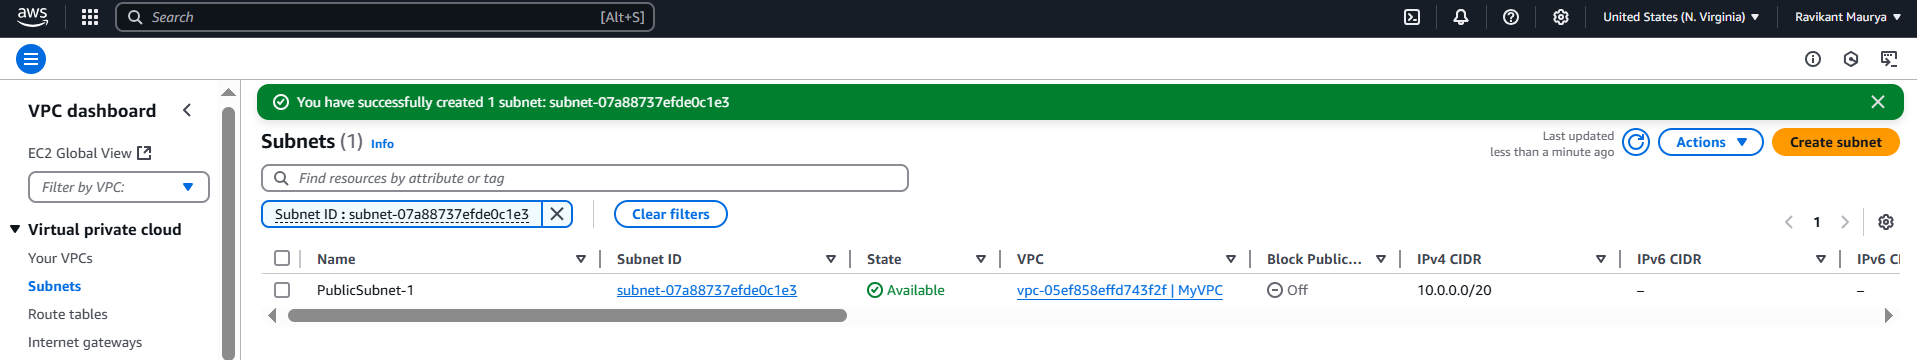 aws
Search [Alt+S] United States (N. Virginia) Ravikant Maurya
VPC dashboard
EC2 Global View
Filter by VPC:
Virtual private cloud
Your VPCs
Subnets
Route tables
Internet gateways
You have successfully created 1 subnet: subnet-07a88737efde0c1e3
Subnets (1) Info
Last updated
less than a minute ago
Actions
Create subnet
Find resources by attribute or tag
Subnet ID : subnet-07a88737efde0c1e3
Clear filters
1
Name Subnet ID State VPC Block Public... IPv4 CIDR IPv6 CIDR IPv6 CI
PublicSubnet-1 subnet-07a88737efde0c1e3 Available vpc-05ef858effd743f2f | MyVPC Off 10.0.0.0/20 – –